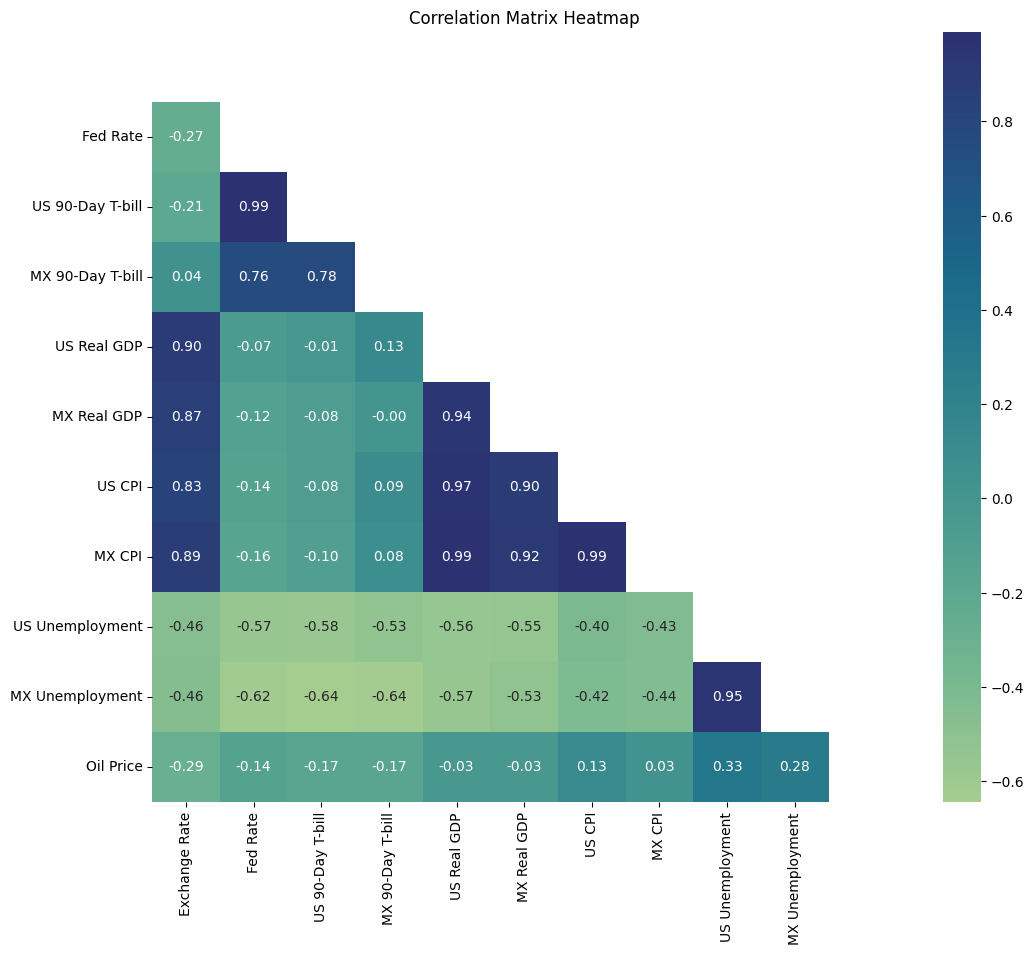 Correlation Matrix Heatmap
Fed Rate -0.27
US 90-Day T-bill -0.21 0.99
MX 90-Day T-bill 0.04 0.76 0.78
US Real GDP 0.90 -0.07 -0.01 0.13
MX Real GDP 0.87 -0.12 -0.08 -0.00 0.94
US CPI 0.83 -0.14 -0.08 0.09 0.97 0.90
MX CPI 0.89 -0.16 -0.10 0.08 0.99 0.92 0.99
US Unemployment -0.46 -0.57 -0.58 -0.53 -0.56 -0.55 -0.40 -0.43
MX Unemployment -0.46 -0.62 -0.64 -0.64 -0.57 -0.53 -0.42 -0.44 0.95
Oil Price -0.29 -0.14 -0.17 -0.17 -0.03 -0.03 0.13 0.03 0.33 0.28
Exchange Rate
Fed Rate
US 90-Day T-bill
MX 90-Day T-bill
US Real GDP
MX Real GDP
US CPI
MX CPI
US Unemployment
MX Unemployment
0.8
0.6
0.4
0.2
0.0
−0.2
−0.4
−0.6